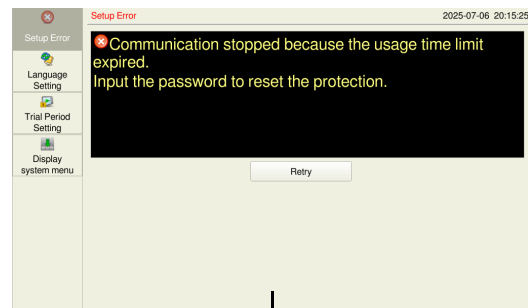 Setup Error
2025-07-06 20:15:25
Setup Error
Language
Setting
Trial Period
Setting
Display
system menu
Communication stopped because the usage time limit
expired.
Input the password to reset the protection.
Retry